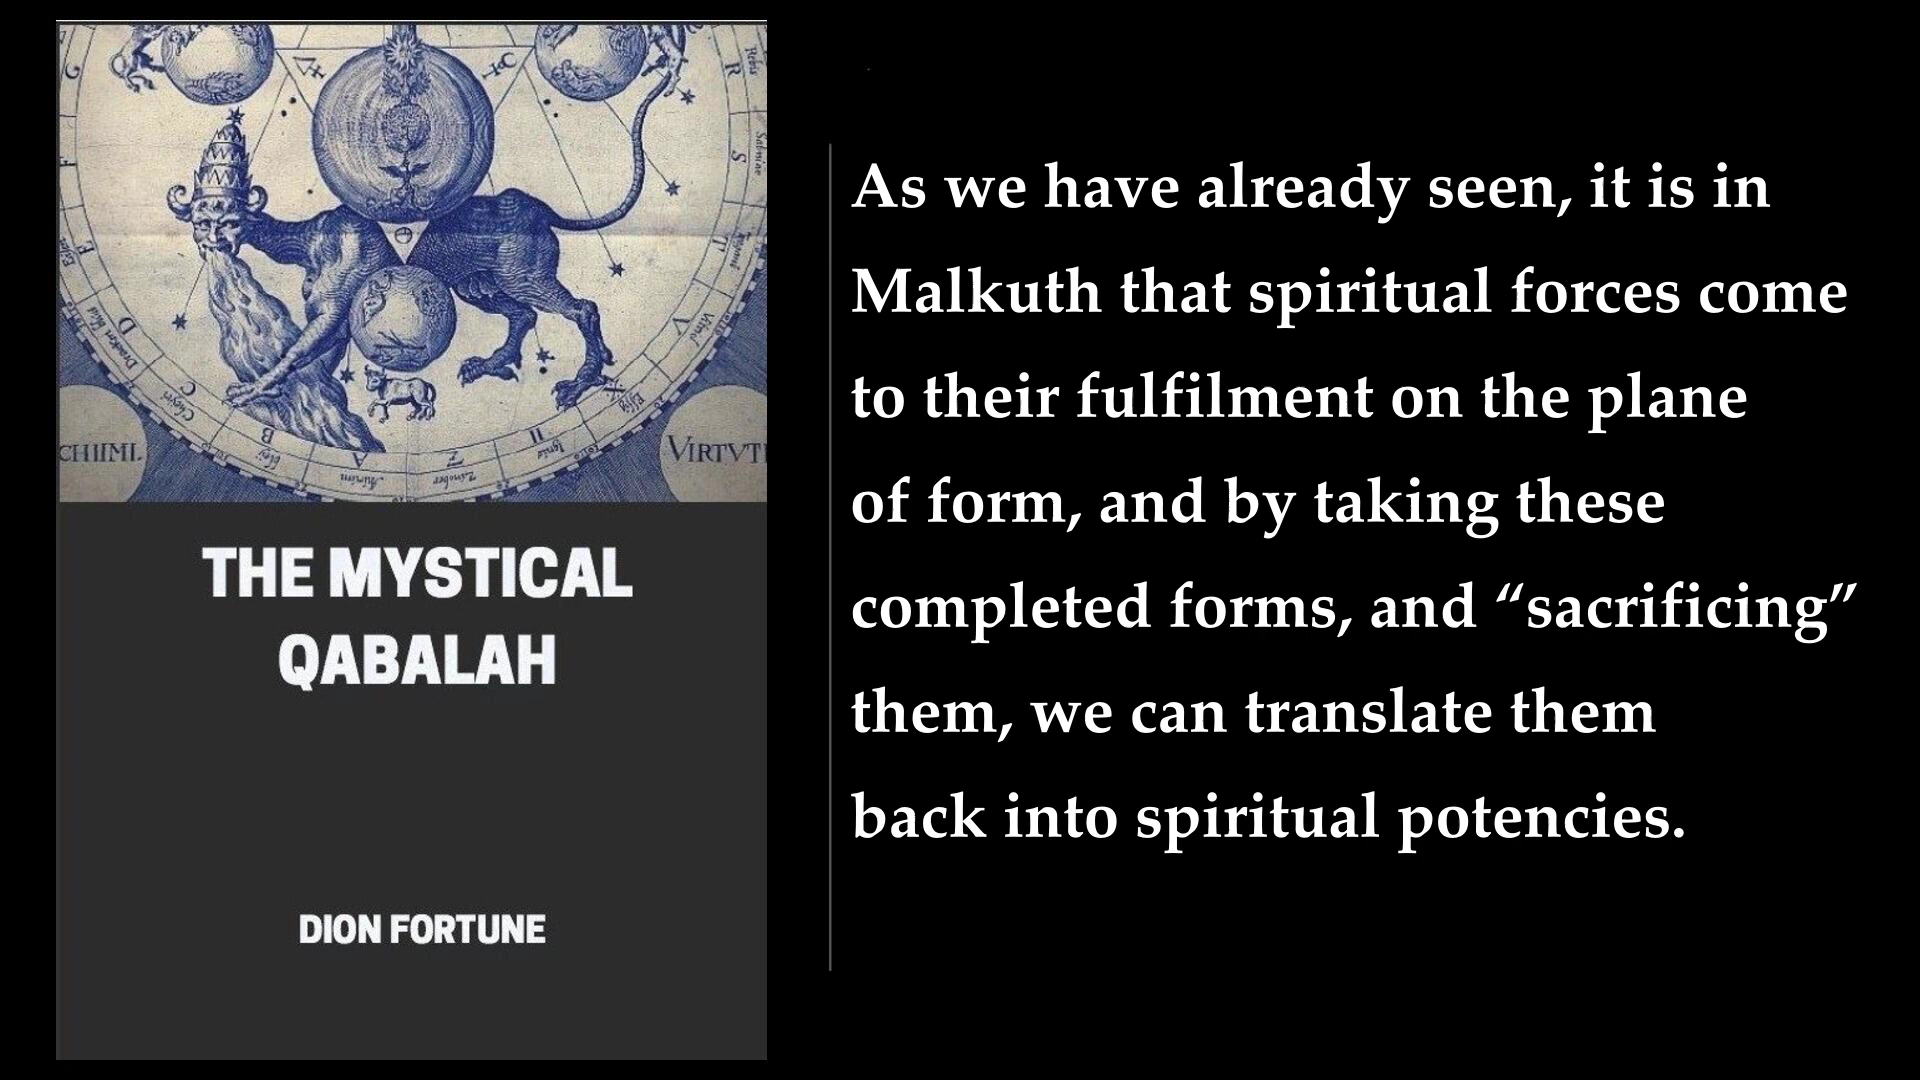 CHIIMI.
VIRTVTI
THE MYSTICAL
QABALAH
DION FORTUNE
As we have already seen, it is in
Malkuth that spiritual forces come
to their fulfilment on the plane
of form, and by taking these
completed forms, and “sacrificing”
them, we can translate them
back into spiritual potencies.